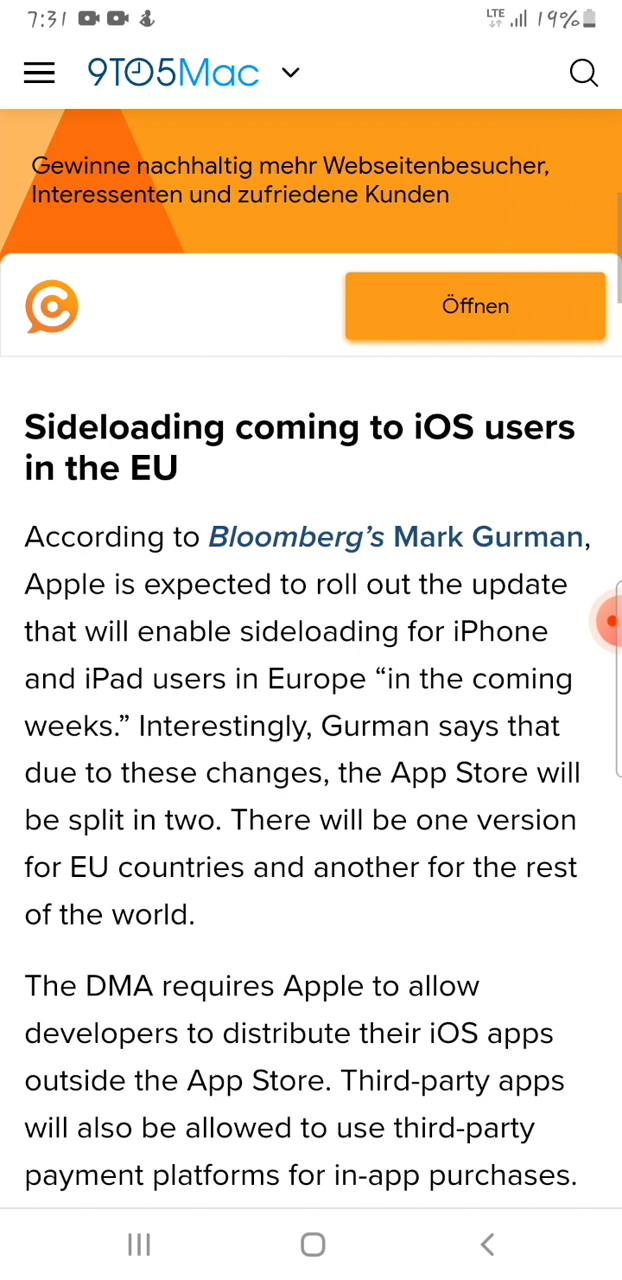 7:31
LTE
19%
9TO5Mac
Gewinne nachhaltig mehr Webseitenbesucher,
Interessenten und zufriedene Kunden
Öffnen
Sideloading coming to iOS users
in the EU
According to Bloomberg’s Mark Gurman,
Apple is expected to roll out the update
that will enable sideloading for iPhone
and iPad users in Europe “in the coming
weeks.” Interestingly, Gurman says that
due to these changes, the App Store will
be split in two. There will be one version
for EU countries and another for the rest
of the world.
The DMA requires Apple to allow
developers to distribute their iOS apps
outside the App Store. Third-party apps
will also be allowed to use third-party
payment platforms for in-app purchases.